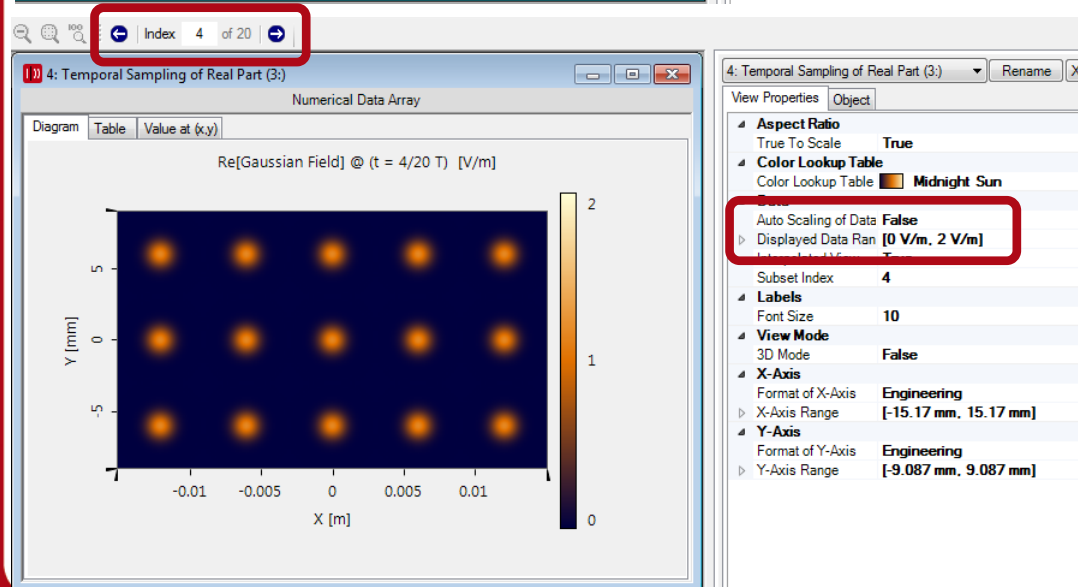 100
Index 4 of 20
4: Temporal Sampling of Real Part (3:)
Numerical Data Array
Diagram Table Value at (x,y)
Re[Gaussian Field] @ (t = 4/20 T) [V/m]
Y [mm]
5
0
-5
-0.01 -0.005 0 0.005 0.01
X [m]
2
1
0
4: Temporal Sampling of Real Part (3:) Rename X
View Properties Object
Aspect Ratio
True To Scale True
Color Lookup Table
Color Lookup Table Midnight Sun
Data
Auto Scaling of Data False
Displayed Data Ran [0 V/m, 2 V/m]
Interpolated View True
Subset Index 4
Labels
Font Size 10
View Mode
3D Mode False
X-Axis
Format of X-Axis Engineering
X-Axis Range [-15.17 mm, 15.17 mm]
Y-Axis
Format of Y-Axis Engineering
Y-Axis Range [-9.087 mm, 9.087 mm]